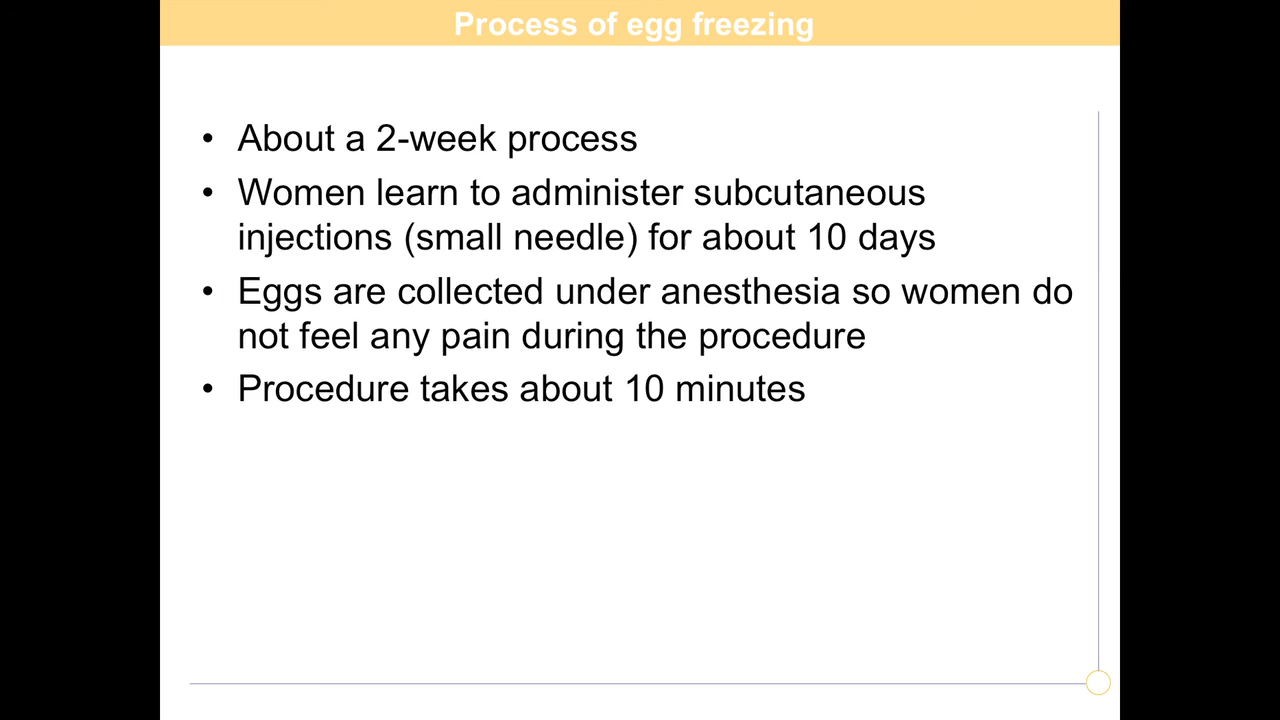 Process of egg freezing
• About a 2-week process
• Women learn to administer subcutaneous
injections (small needle) for about 10 days
• Eggs are collected under anesthesia so women do
not feel any pain during the procedure
• Procedure takes about 10 minutes